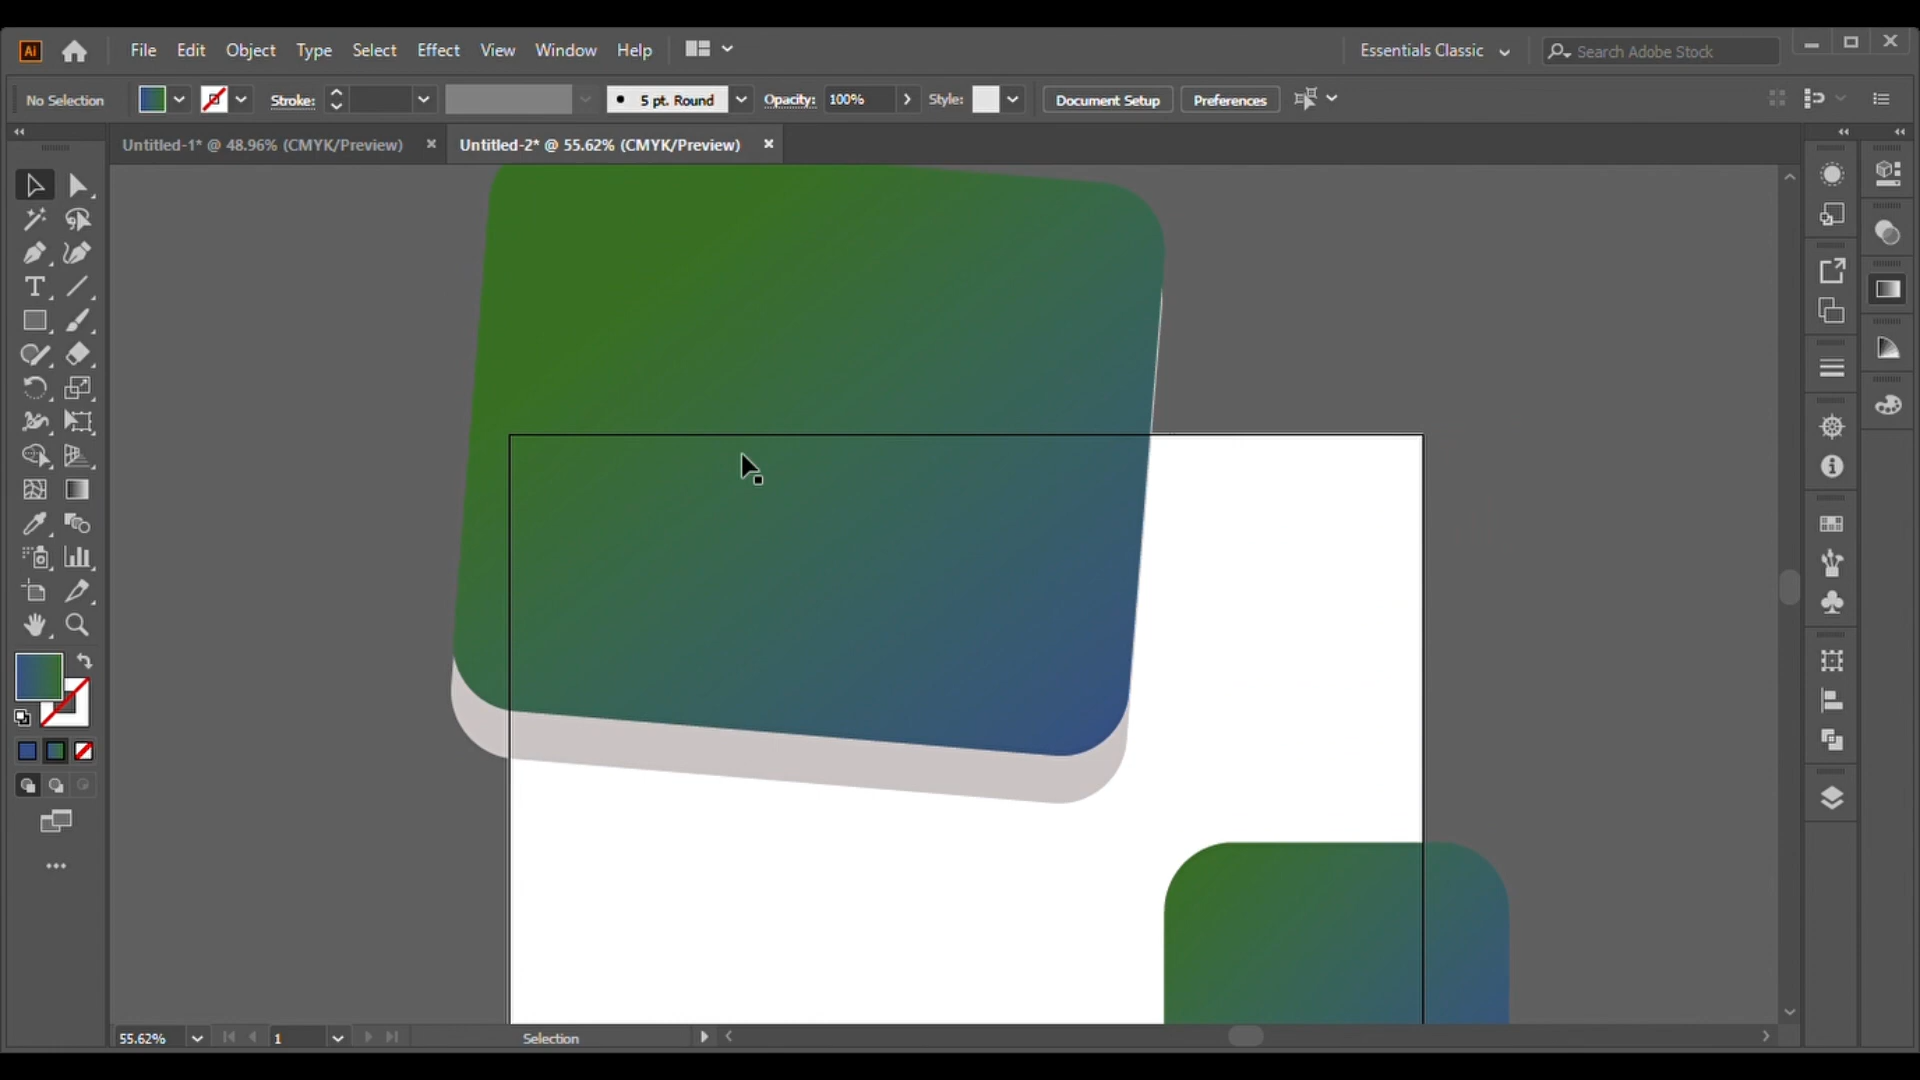 Ai File Edit Object Type Select Effect View Window Help Essentials Classic Search Adobe Stock
No Selection Stroke: 5 pt. Round Opacity: 100% Style: Document Setup Preferences
Untitled-1* @ 48.96% (CMYK/Preview) Untitled-2* @ 55.62% (CMYK/Preview)
55.62% 1 Selection